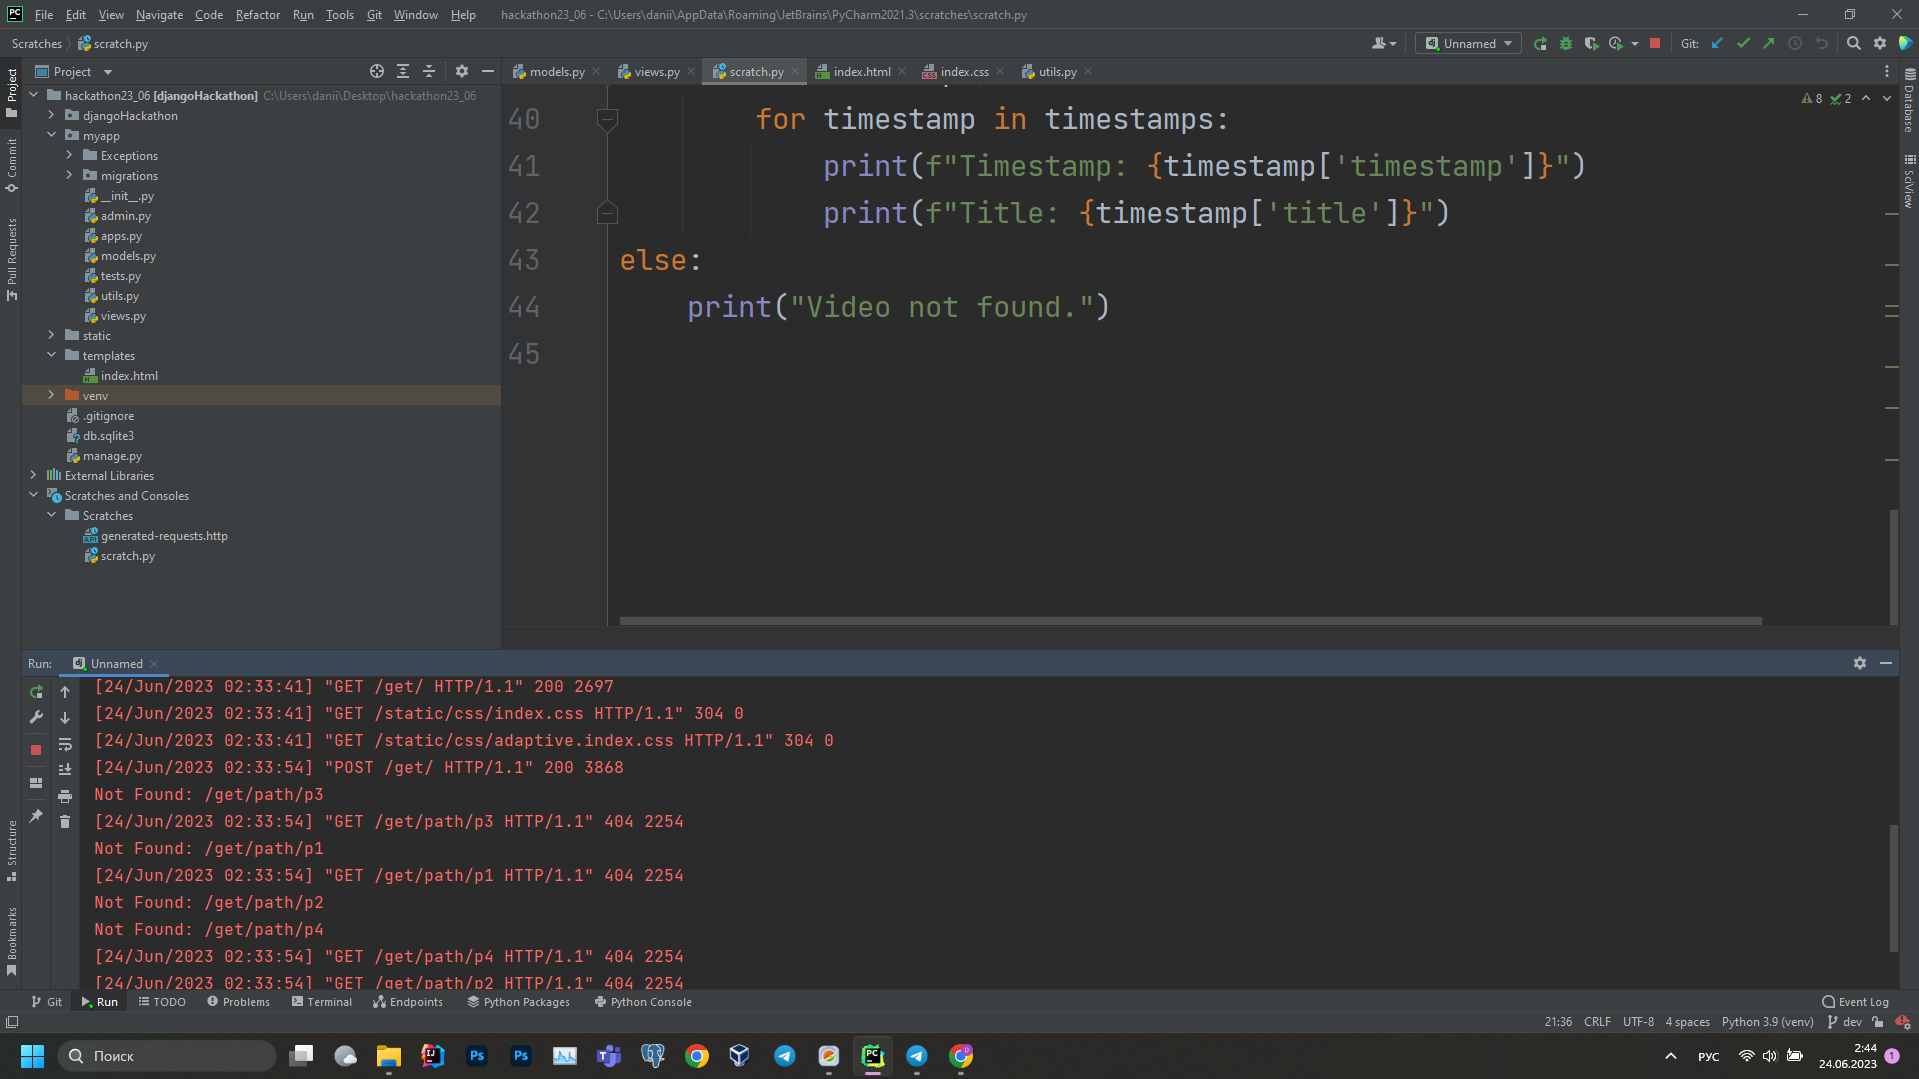 PC File Edit View Navigate Code Refactor Run Tools Git Window Help hackathon23_06 - C:\Users\danii\AppData\Roaming\JetBrains\PyCharm2021.3\scratches\scratch.py
Scratches scratch.py Unnamed Git:
Project models.py views.py scratch.py index.html index.css utils.py
Project
Commit
Pull Requests
Structure
Bookmarks
Database
SciView
hackathon23_06 [djangoHackathon] C:\Users\danii\Desktop\hackathon23_06
djangoHackathon
myapp
Exceptions
migrations
__init__.py
admin.py
apps.py
models.py
tests.py
utils.py
views.py
static
templates
index.html
venv
.gitignore
db.sqlite3
manage.py
External Libraries
Scratches and Consoles
Scratches
generated-requests.http
scratch.py
8 2
40 for timestamp in timestamps:
41 print(f"Timestamp: {timestamp['timestamp']}")
42 print(f"Title: {timestamp['title']}")
43 else:
44 print("Video not found.")
45
Run: Unnamed
[24/Jun/2023 02:33:41] "GET /get/ HTTP/1.1" 200 2697
[24/Jun/2023 02:33:41] "GET /static/css/index.css HTTP/1.1" 304 0
[24/Jun/2023 02:33:41] "GET /static/css/adaptive.index.css HTTP/1.1" 304 0
[24/Jun/2023 02:33:54] "POST /get/ HTTP/1.1" 200 3868
Not Found: /get/path/p3
[24/Jun/2023 02:33:54] "GET /get/path/p3 HTTP/1.1" 404 2254
Not Found: /get/path/p1
[24/Jun/2023 02:33:54] "GET /get/path/p1 HTTP/1.1" 404 2254
Not Found: /get/path/p2
Not Found: /get/path/p4
[24/Jun/2023 02:33:54] "GET /get/path/p4 HTTP/1.1" 404 2254
[24/Jun/2023 02:33:54] "GET /get/path/p2 HTTP/1.1" 404 2254
Git Run TODO Problems Terminal Endpoints Python Packages Python Console Event Log
21:36 CRLF UTF-8 4 spaces Python 3.9 (venv) dev
Поиск Ps Ps PC РУС 2:44
24.06.2023 1